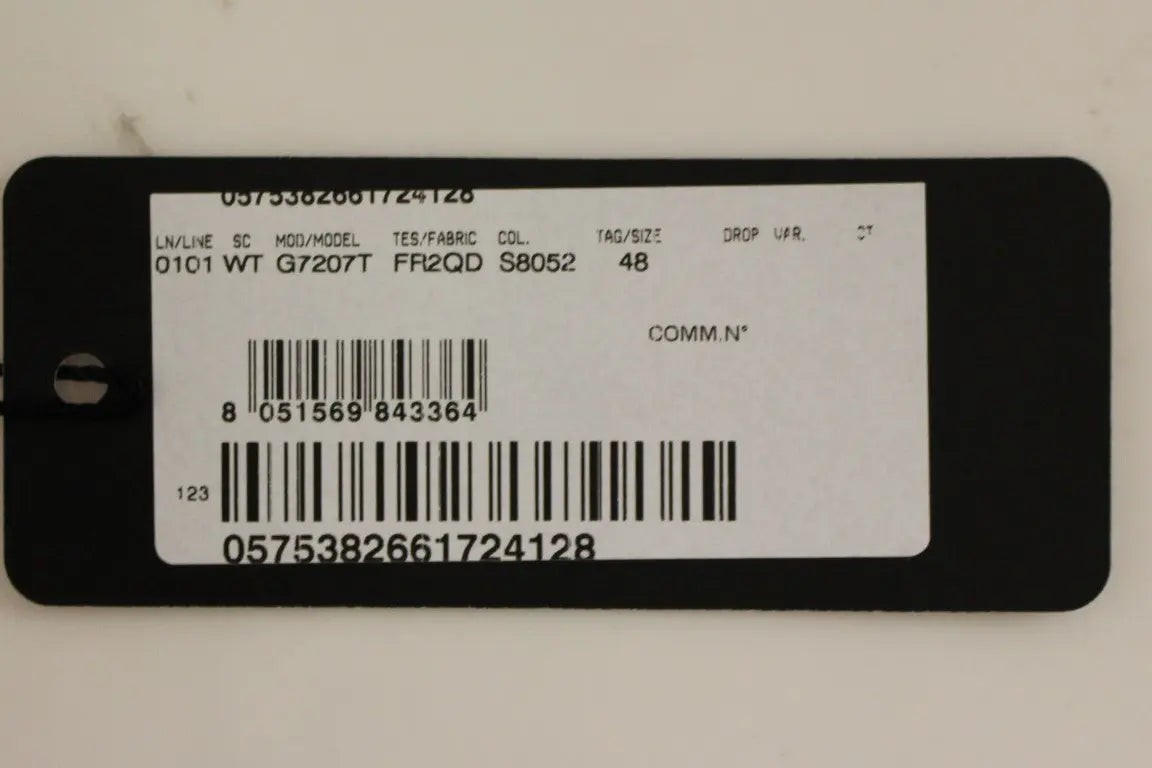 0575382661724128
LN/LINE SC MOD/MODEL TES/FABRIC COL. TAG/SIZE DROP VAR. CT
0101 WT G7207T FR2QD S8052 48
COMM.N°
8 051569 843364
123
0575382661724128